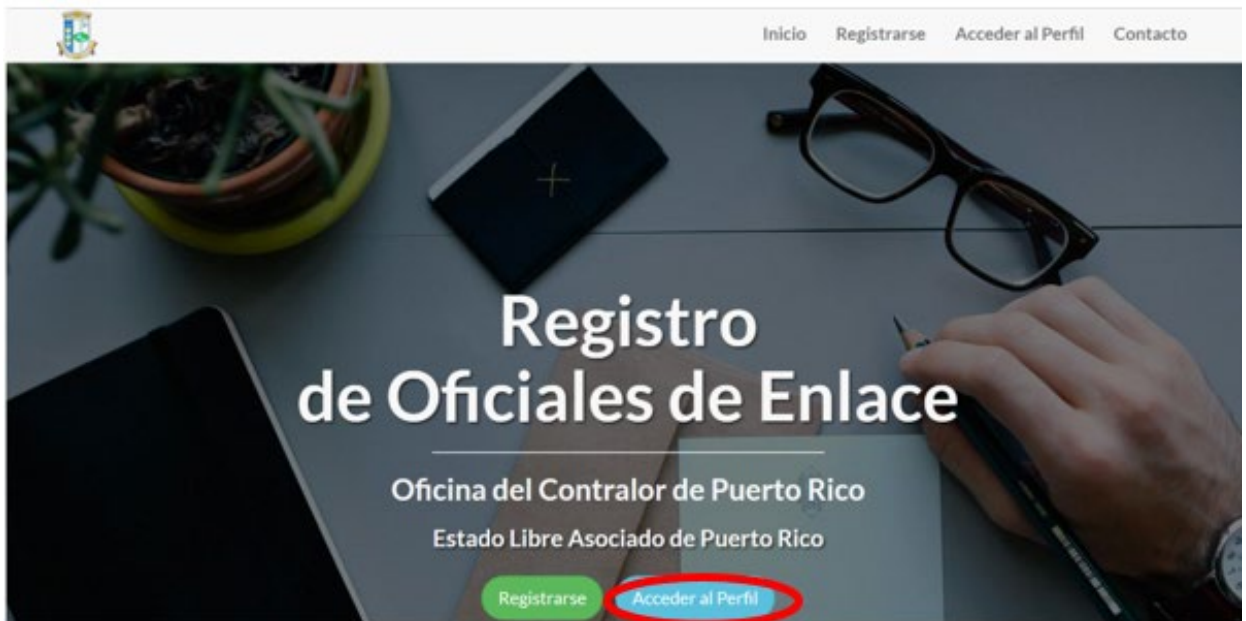 Inicio Registrarse Acceder al Perfil Contacto
Registro
de Oficiales de Enlace
Oficina del Contralor de Puerto Rico
Estado Libre Asociado de Puerto Rico
Registrarse Acceder al Perfil